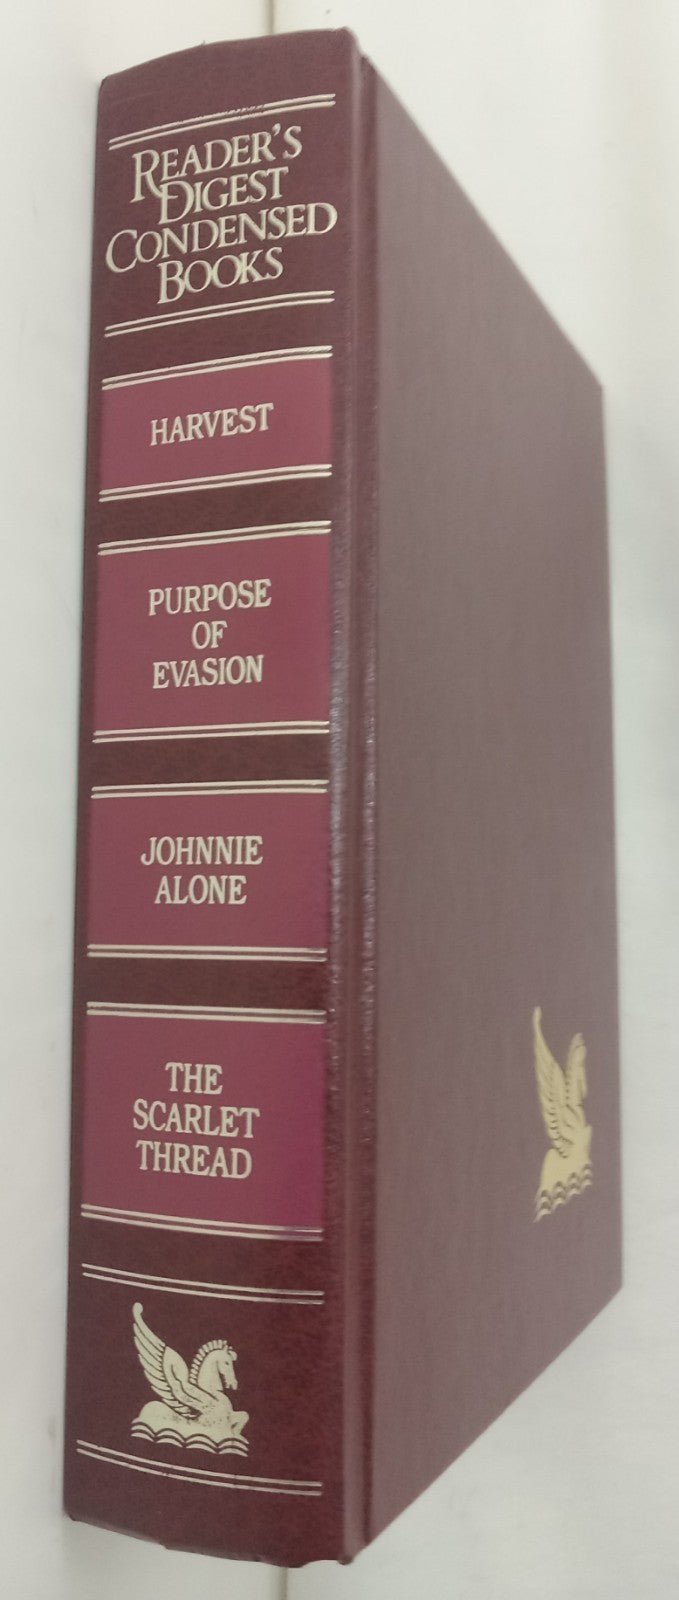 READER'S
DIGEST
CONDENSED
BOOKS
HARVEST
PURPOSE
OF
EVASION
JOHNNIE
ALONE
THE
SCARLET
THREAD